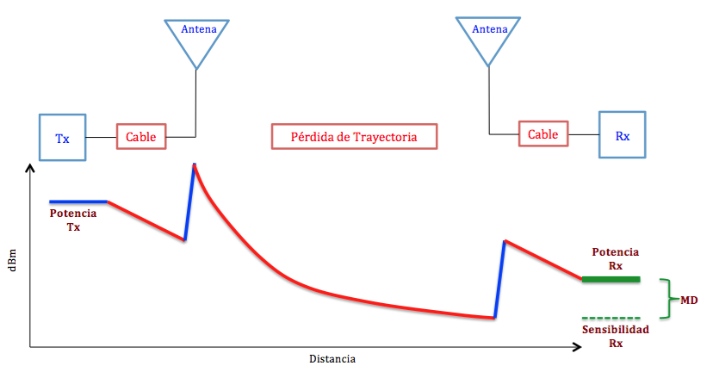 Antena
Antena
Tx
Cable
Pérdida de Trayectoria
Cable
Rx
Potencia
Tx
dBm
Potencia
Rx
MD
Sensibilidad
Rx
Distancia